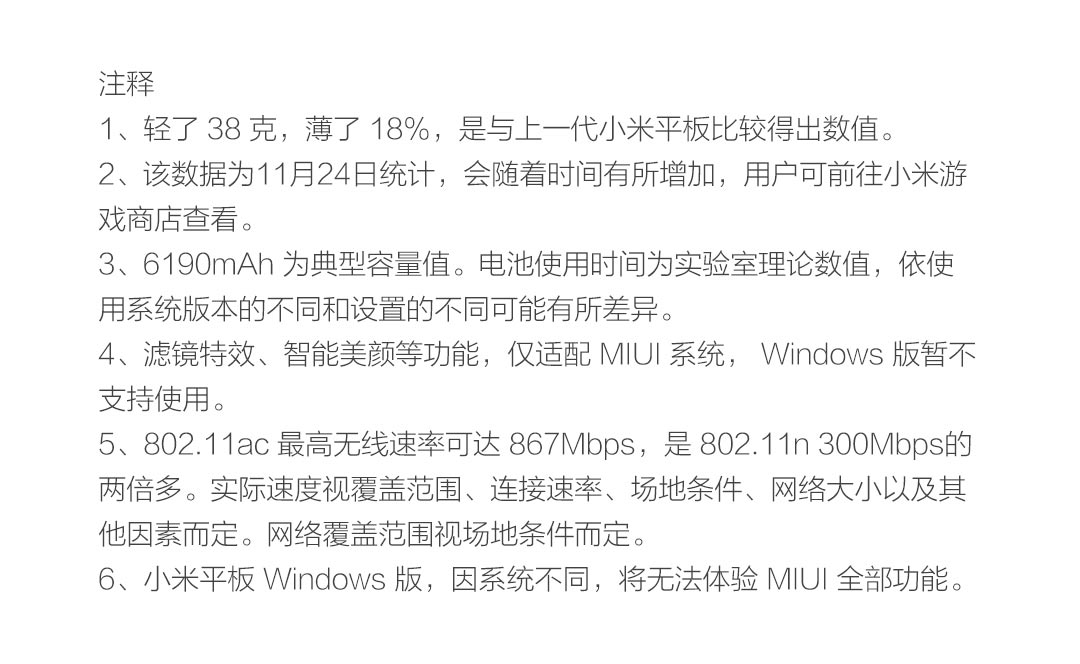 注释
1、轻了 38 克，薄了 18%，是与上一代小米平板比较得出数值。
2、该数据为11月24日统计，会随着时间有所增加，用户可前往小米游
戏商店查看。
3、6190mAh 为典型容量值。电池使用时间为实验室理论数值，依使
用系统版本的不同和设置的不同可能有所差异。
4、滤镜特效、智能美颜等功能，仅适配 MIUI 系统， Windows 版暂不
支持使用。
5、802.11ac 最高无线速率可达 867Mbps，是 802.11n 300Mbps的
两倍多。实际速度视覆盖范围、连接速率、场地条件、网络大小以及其
他因素而定。网络覆盖范围视场地条件而定。
6、小米平板 Windows 版，因系统不同，将无法体验 MIUI 全部功能。